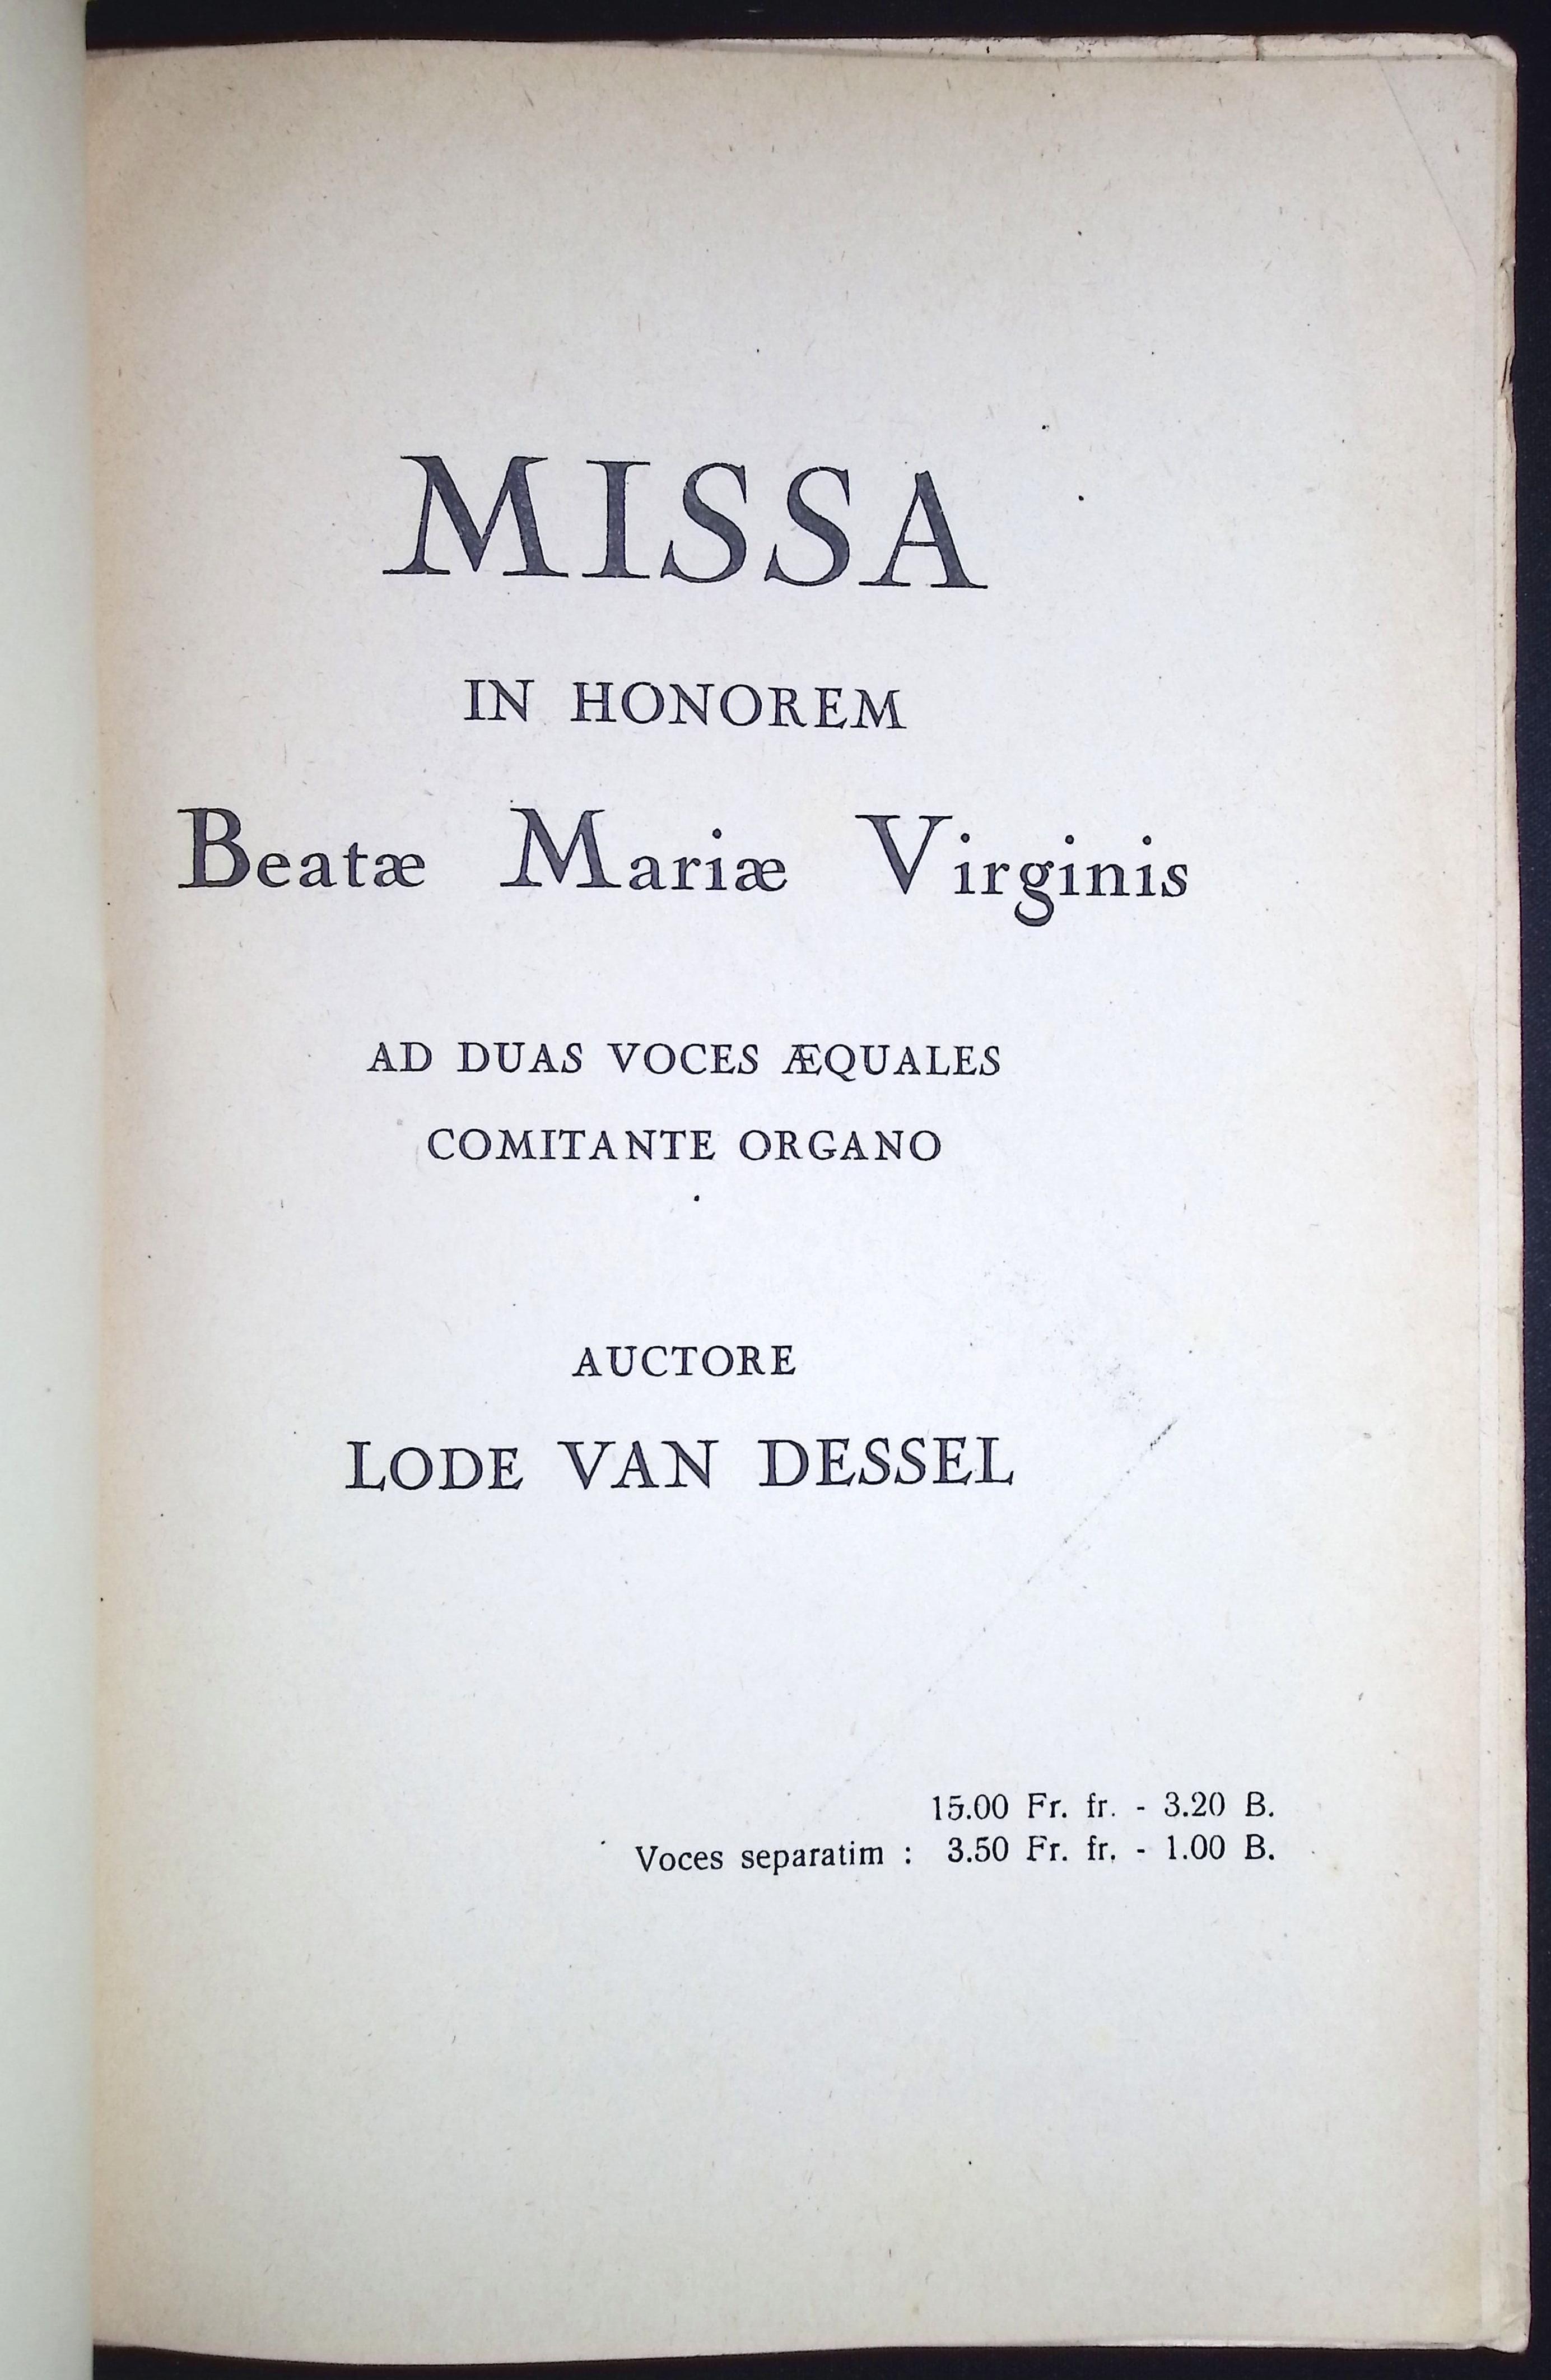 MISSA
IN HONOREM
Beatæ Mariæ Virginis
AD DUAS VOCES ÆQUALES
COMITANTE ORGANO
AUCTORE
LODE VAN DESSEL
15.00 Fr. fr. - 3.20 B.
Voces separatim : 3.50 Fr. fr. - 1.00 B.